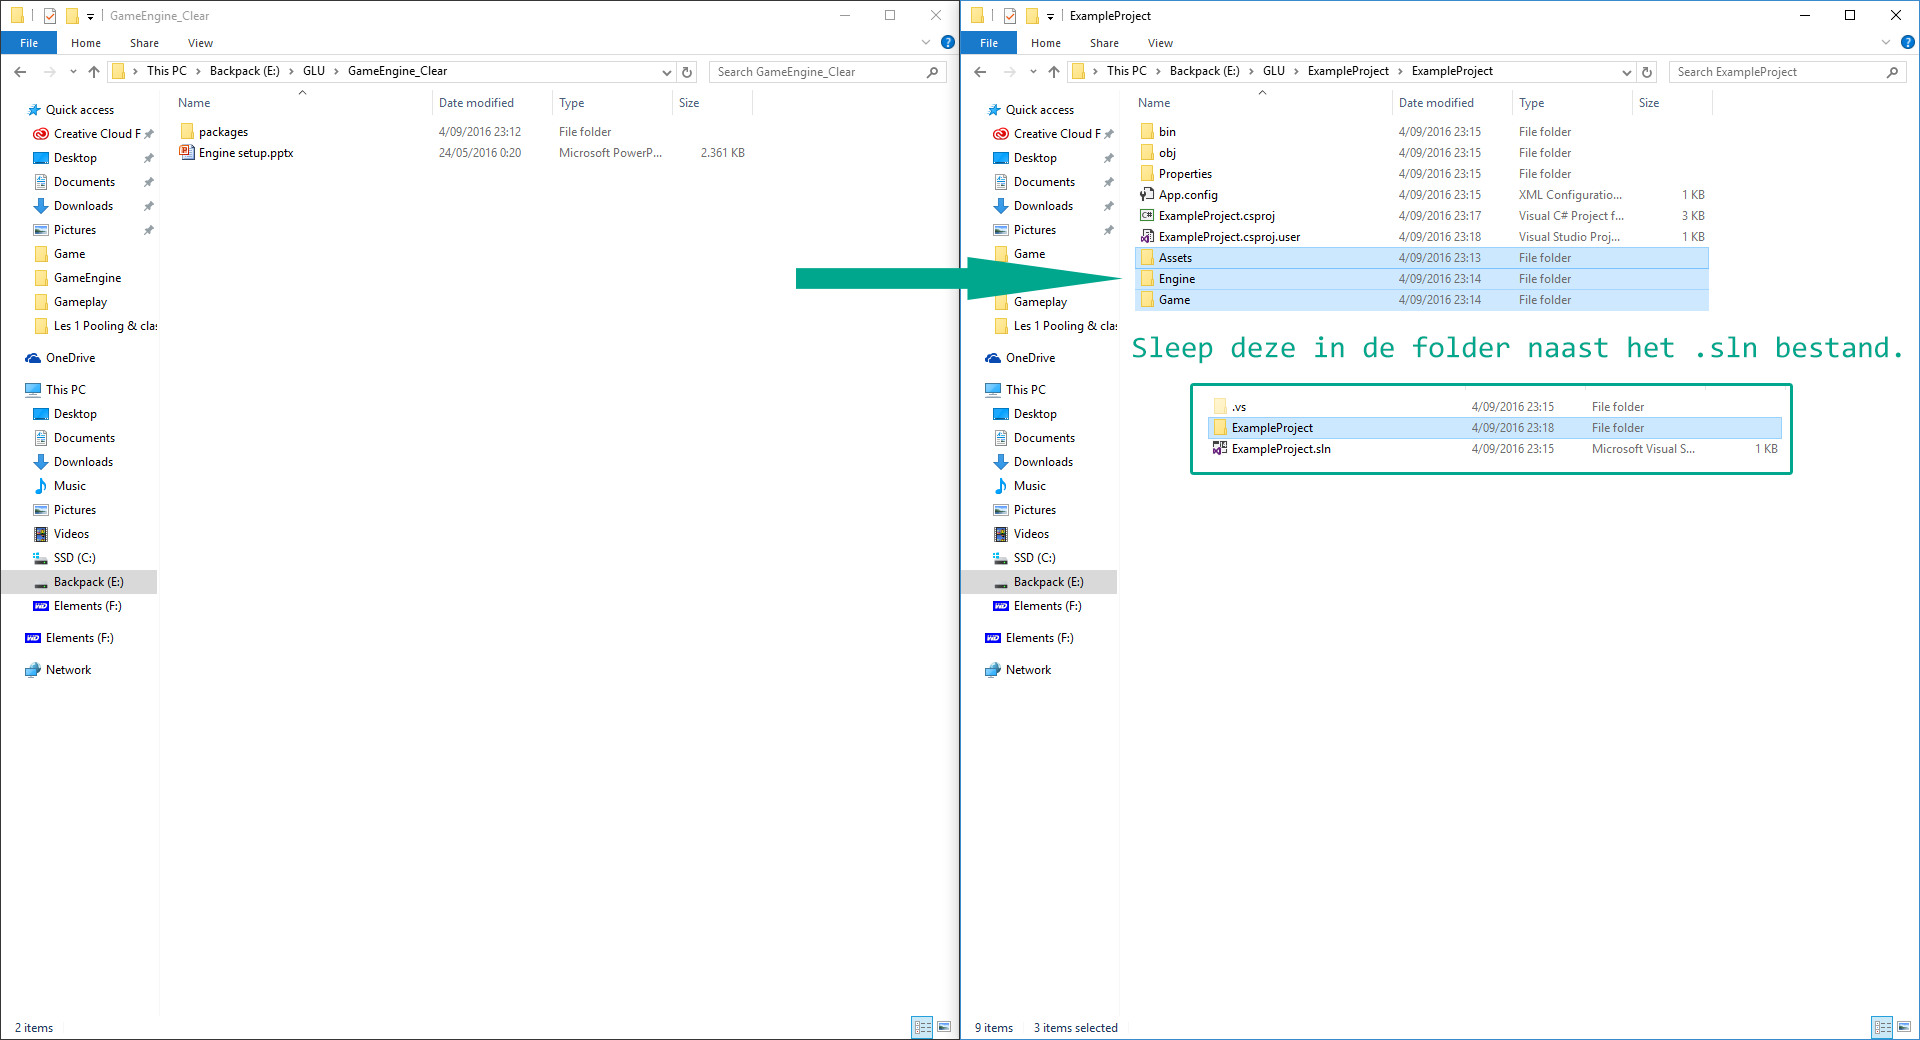 GameEngine_Clear
File Home Share View
This PC Backpack (E:) GLU GameEngine_Clear
Search GameEngine_Clear
Quick access
Creative Cloud F
Desktop
Documents
Downloads
Pictures
Game
GameEngine
Gameplay
Les 1 Pooling & clas
OneDrive
This PC
Desktop
Documents
Downloads
Music
Pictures
Videos
SSD (C:)
Backpack (E:)
Elements (F:)
Elements (F:)
Network
Name Date modified Type Size
packages 4/09/2016 23:12 File folder
Engine setup.pptx 24/05/2016 0:20 Microsoft PowerP... 2.361 KB
2 items
ExampleProject
File Home Share View
This PC Backpack (E:) GLU ExampleProject ExampleProject
Search ExampleProject
Quick access
Creative Cloud F
Desktop
Documents
Downloads
Pictures
Game
Gameplay
Les 1 Pooling & clas
OneDrive
This PC
Desktop
Documents
Downloads
Music
Pictures
Videos
SSD (C:)
Backpack (E:)
Elements (F:)
Elements (F:)
Network
Name Date modified Type Size
bin 4/09/2016 23:15 File folder
obj 4/09/2016 23:15 File folder
Properties 4/09/2016 23:15 File folder
App.config 4/09/2016 23:15 XML Configuratio... 1 KB
ExampleProject.csproj 4/09/2016 23:17 Visual C# Project f... 3 KB
ExampleProject.csproj.user 4/09/2016 23:18 Visual Studio Proj... 1 KB
Assets 4/09/2016 23:13 File folder
Engine 4/09/2016 23:14 File folder
Game 4/09/2016 23:14 File folder
Sleep deze in de folder naast het .sln bestand.
.vs 4/09/2016 23:15 File folder
ExampleProject 4/09/2016 23:18 File folder
ExampleProject.sln 4/09/2016 23:15 Microsoft Visual S... 1 KB
9 items 3 items selected